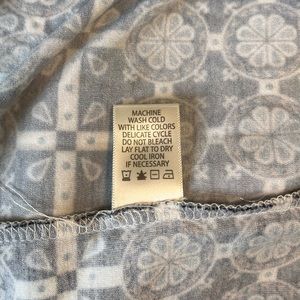 MACHINE
WASH COLD
WITH LIKE COLORS
DELICATE CYCLE
DO NOT BLEACH
LAY FLAT TO DRY
COOL IRON
IF NECESSARY